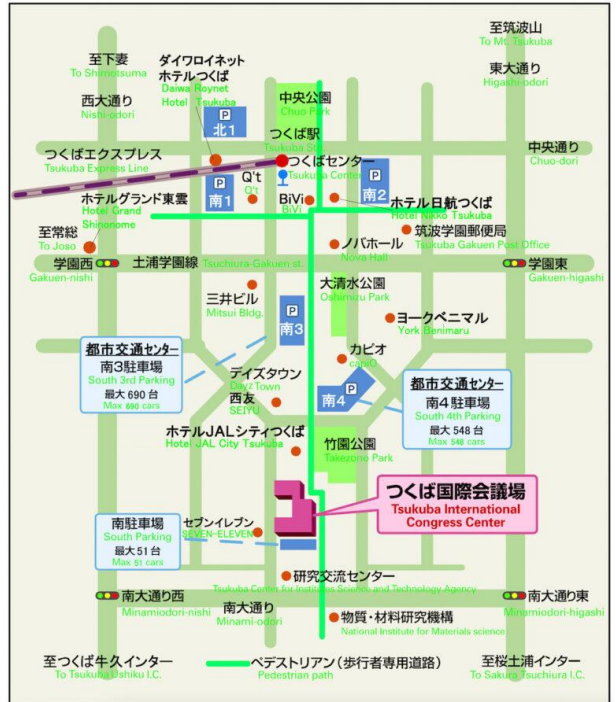 至筑波山
To Mt. Tsukuba
至下妻
To Shimotsuma
ダイワロイネット
ホテルつくば
Daiwa Roynet
Hotel Tsukuba
東大通り
Higashi-odori
西大通り
Nishi-odori
中央公園
Chuo Park
P
北1
つくば駅
Tsukuba Sta.
中央通り
Chuo-dori
つくばエクスプレス
Tsukuba Express Line
つくばセンター
Tsukuba Center
P
南1
Q't
Q't
P
南2
BiVi
BiVi
ホテル日航つくば
Hotel Nikko Tsukuba
ホテルグランド東雲
Hotel Grand
Shinonome
筑波学園郵便局
Tsukuba Gakuen Post Office
至常総
To Joso
ノバホール
Nova Hall
学園西
Gakuen-nishi
土浦学園線
Tsuchiura-Gakuen st.
学園東
Gakuen-higashi
三井ビル
Mitsui Bldg.
大清水公園
Oshimizu Park
P
南3
ヨークベニマル
York Benimaru
都市交通センター
南3駐車場
South 3rd Parking
最大690台
Max 690 cars
カピオ
capiO
デイズタウン
Dayz Town
西友
SEIYU
P
南4
都市交通センター
南4駐車場
South 4th Parking
最大548台
Max 548 cars
ホテルJALシティつくば
Hotel JAL City Tsukuba
竹園公園
Takezono Park
つくば国際会議場
Tsukuba International
Congress Center
南駐車場
South Parking
最大51台
Max 51 cars
セブンイレブン
SEVEN-ELEVEN
研究交流センター
Tsukuba Center for Institutes Science and Technology Agency
南大通り西
Minamiodori-nishi
南大通り
Minami-odori
南大通り東
Minamiodori-higashi
物質・材料研究機構
National Institute for Materials science
至つくば牛久インター
To Tsukuba Ushiku I.C.
ペデストリアン(歩行者専用道路)
Pedestrian path
至桜土浦インター
To Sakura Tsuchiura I.C.